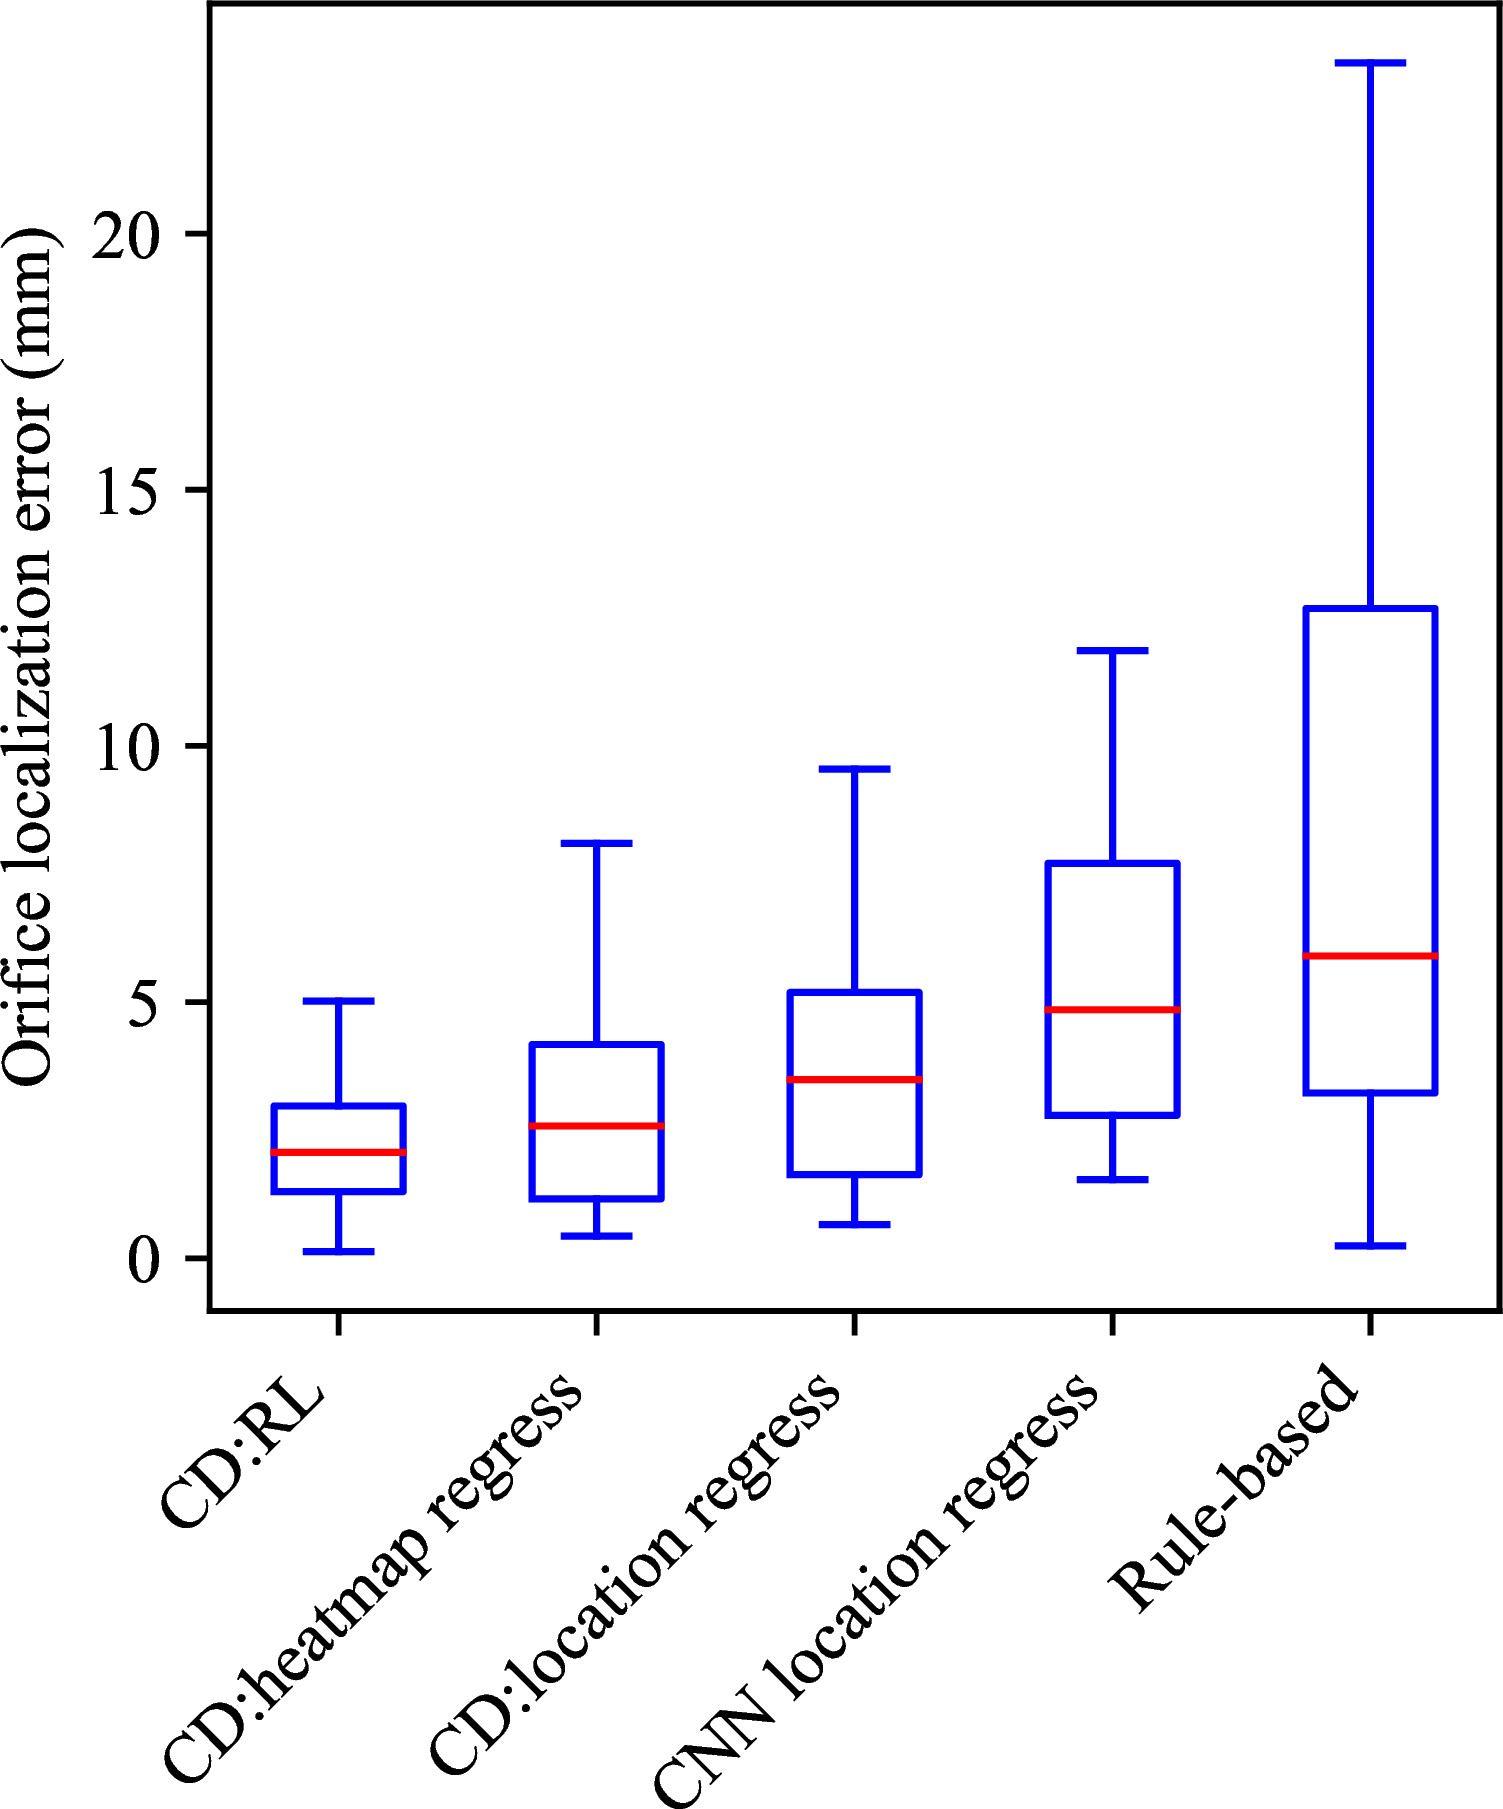 Orifice localization error (mm)
20
15
10
5
0
CD:RL
CD:heatmap regress
CD:location regress
CNN location regress
Rule-based